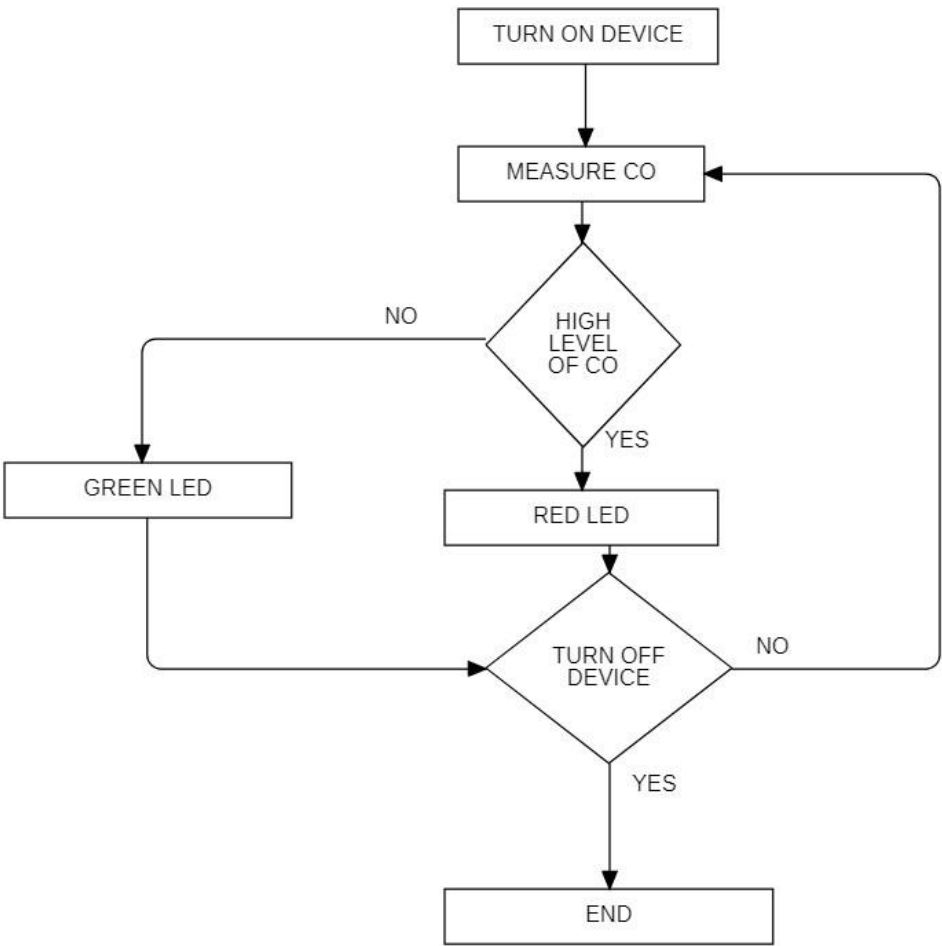 TURN ON DEVICE
MEASURE CO
NO
HIGH
LEVEL
OF CO
YES
GREEN LED
RED LED
TURN OFF
DEVICE
NO
YES
END